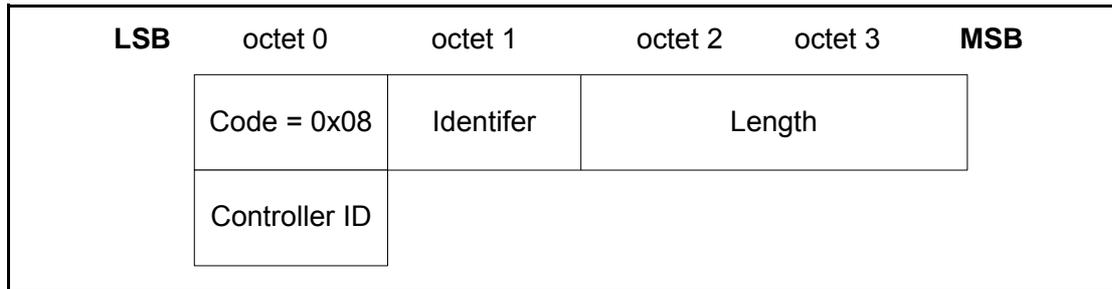 LSB octet 0 octet 1 octet 2 octet 3 MSB
Code = 0x08 Identifer Length
Controller ID